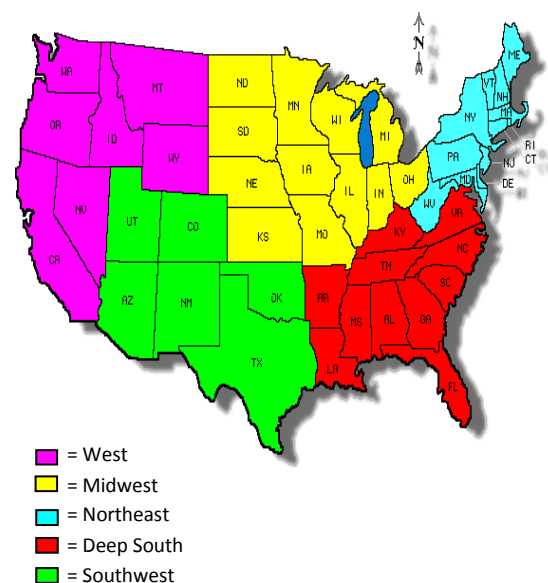 N
WA
MT
ND
MN
ME
VT
NH
MA
NY
WI
MI
OR
ID
SD
WY
IA
PA
RI
CT
NJ
DE
MD
NE
IL
IN
OH
WV
VA
NV
UT
CO
KS
MO
KY
NC
TN
CA
SC
AZ
NM
OK
AR
MS
AL
GA
TX
LA
FL
= West
= Midwest
= Northeast
= Deep South
= Southwest